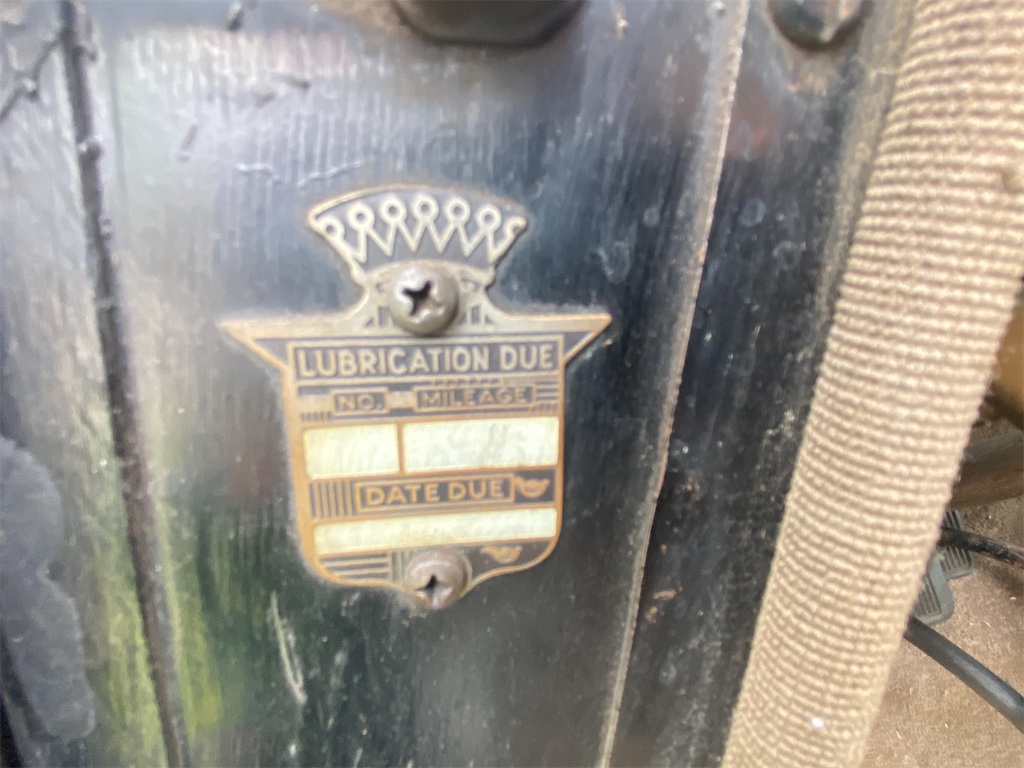 LUBRICATION DUE
NO. MILEAGE
DATE DUE